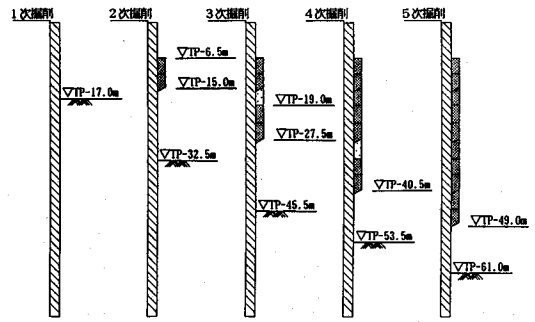 1次掘削
2次掘削
3次掘削
4次掘削
5次掘削
▽TP-6.5m
▽TP-15.0m
▽TP-17.0m
▽TP-19.0m
▽TP-27.5m
▽TP-32.5m
▽TP-40.5m
▽TP-45.5m
▽TP-49.0m
▽TP-53.5m
▽TP-61.0m